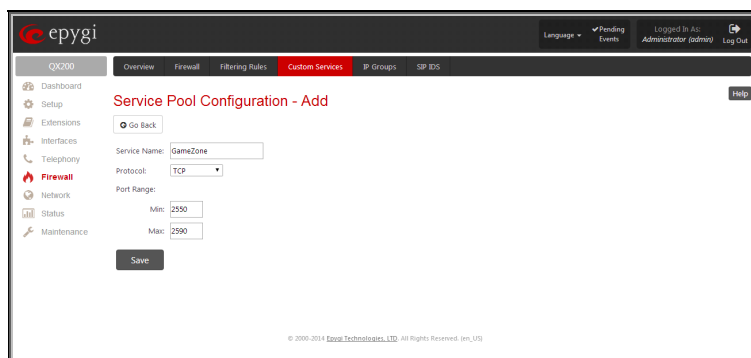 epygi
Language
Pending Events
Logged In As:
Administrator (admin)
Log Out
QX200
Overview
Firewall
Filtering Rules
Custom Services
IP Groups
SIP IDS
Dashboard
Setup
Extensions
Interfaces
Telephony
Firewall
Network
Status
Maintenance
Help
Service Pool Configuration - Add
Go Back
Service Name: GameZone
Protocol: TCP
Port Range:
Min: 2550
Max: 2590
Save
© 2000-2014 Epygi Technologies, LTD. All Rights Reserved. (en_US)